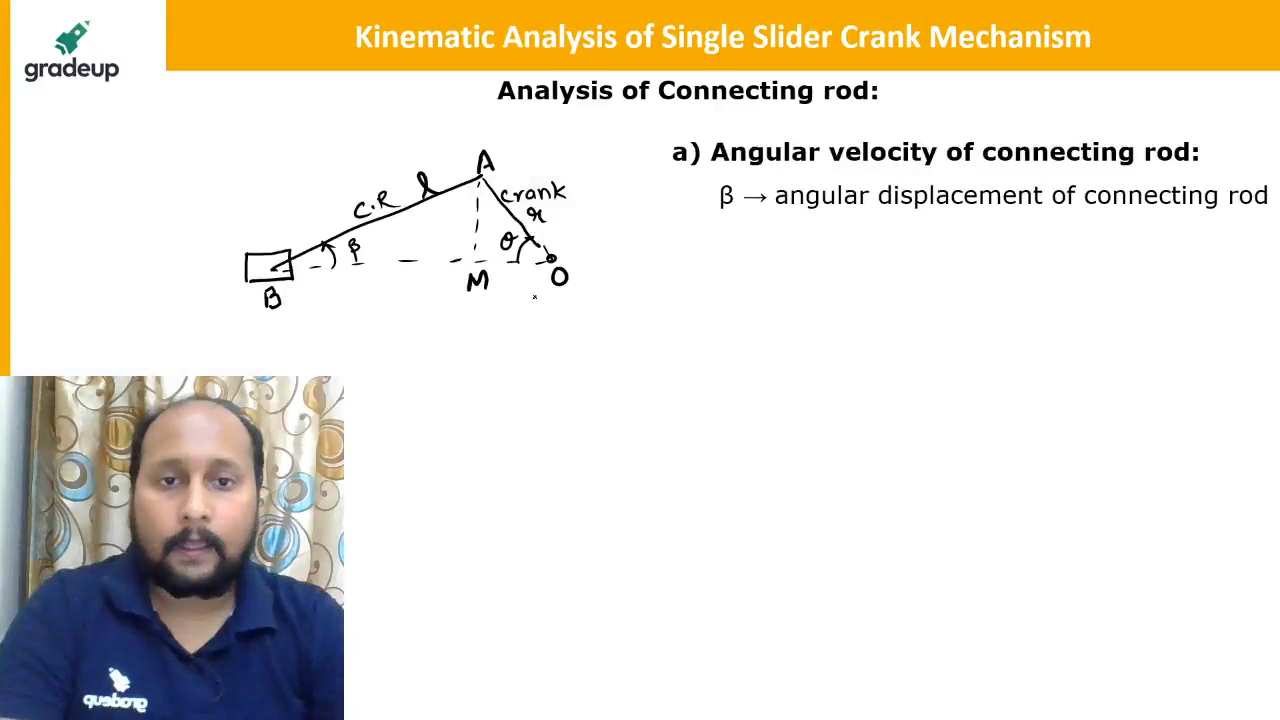 gradeup
Kinematic Analysis of Single Slider Crank Mechanism
Analysis of Connecting rod:
a) Angular velocity of connecting rod:
β → angular displacement of connecting rod
A
C.R
l
crank
r
β
θ
B
M
O
gradeup